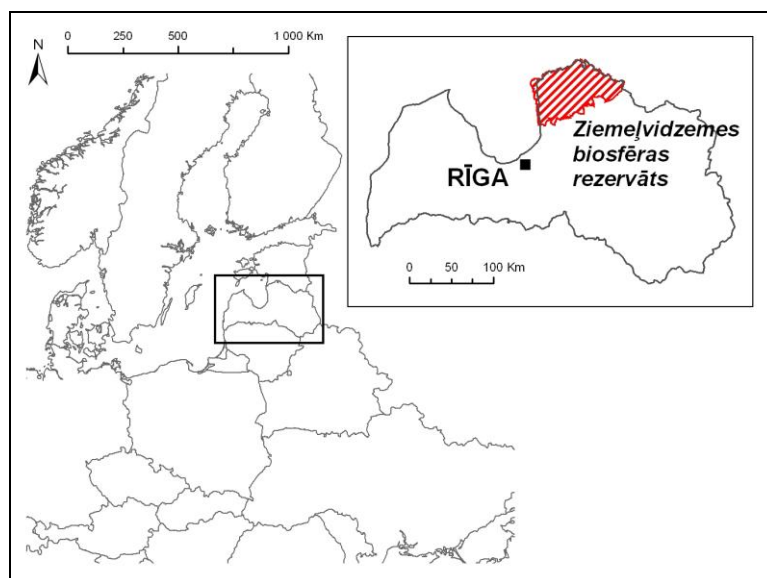 0 250 500 1 000 Km
N
Ziemeļvidzemes
biosfēras
rezervāts
RĪGA
0 50 100 Km